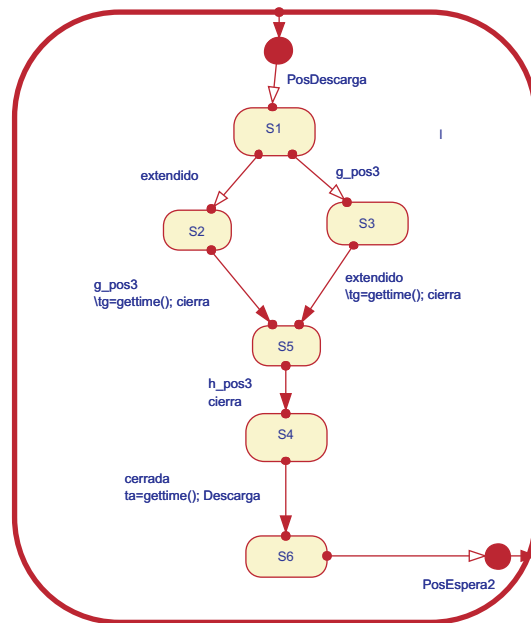 PosDescarga
S1
l
extendido
g_pos3
S2
S3
g_pos3
\tg=gettime(); cierra
extendido
\tg=gettime(); cierra
S5
h_pos3
cierra
S4
cerrada
ta=gettime(); Descarga
S6
PosEspera2